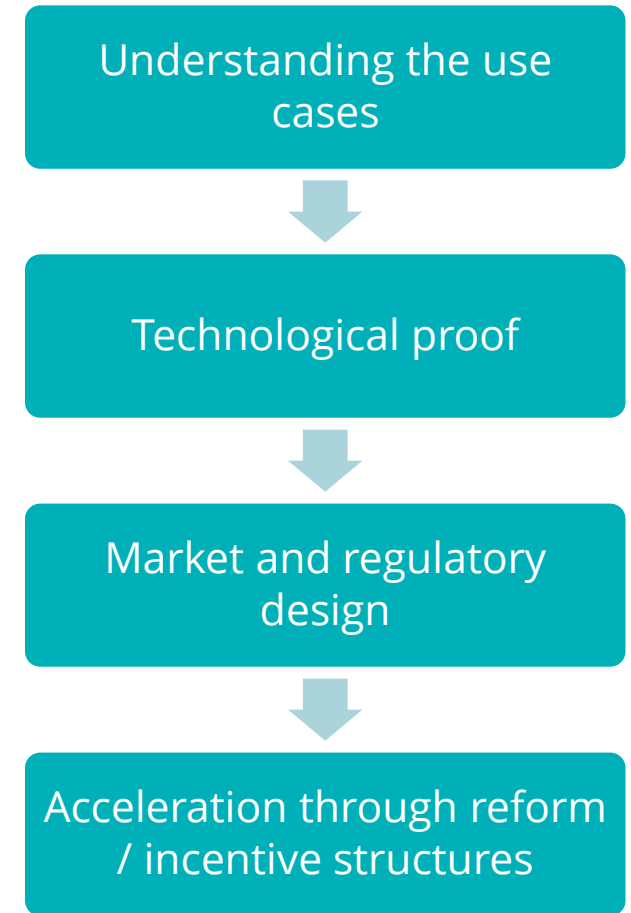 Understanding the use
cases
Technological proof
Market and regulatory
design
Acceleration through reform
/ incentive structures